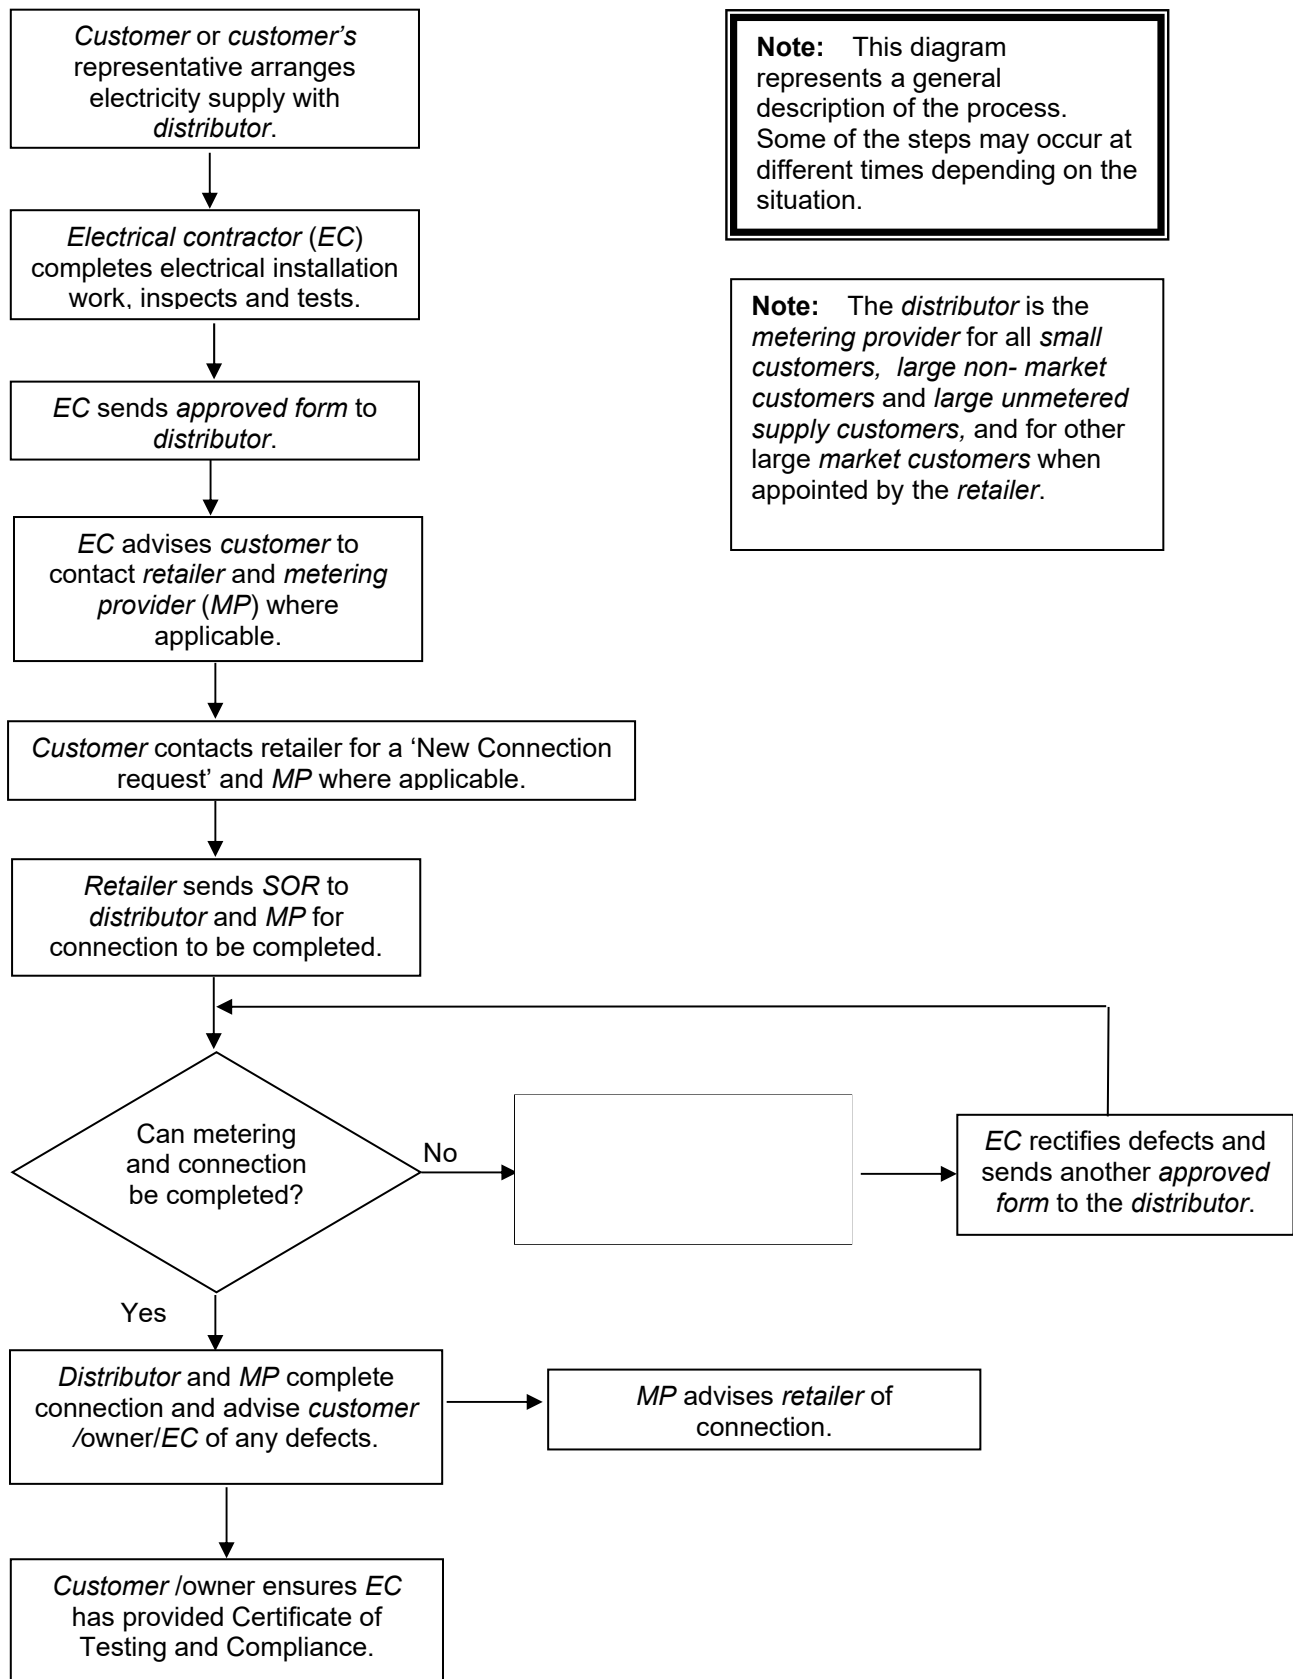 Customer or customer's
representative arranges
electricity supply with
distributor.
Note: This diagram
represents a general
description of the process.
Some of the steps may occur at
different times depending on the
situation.
Electrical contractor (EC)
completes electrical installation
work, inspects and tests.
Note: The distributor is the
metering provider for all small
customers, large non- market
customers and large unmetered
supply customers, and for other
large market customers when
appointed by the retailer.
EC sends approved form to
distributor.
EC advises customer to
contact retailer and metering
provider (MP) where
applicable.
Customer contacts retailer for a ‘New Connection
request’ and MP where applicable.
Retailer sends SOR to
distributor and MP for
connection to be completed.
Can metering
and connection
be completed?
No
EC rectifies defects and
sends another approved
form to the distributor.
Yes
Distributor and MP complete
connection and advise customer
/owner/EC of any defects.
MP advises retailer of
connection.
Customer /owner ensures EC
has provided Certificate of
Testing and Compliance.